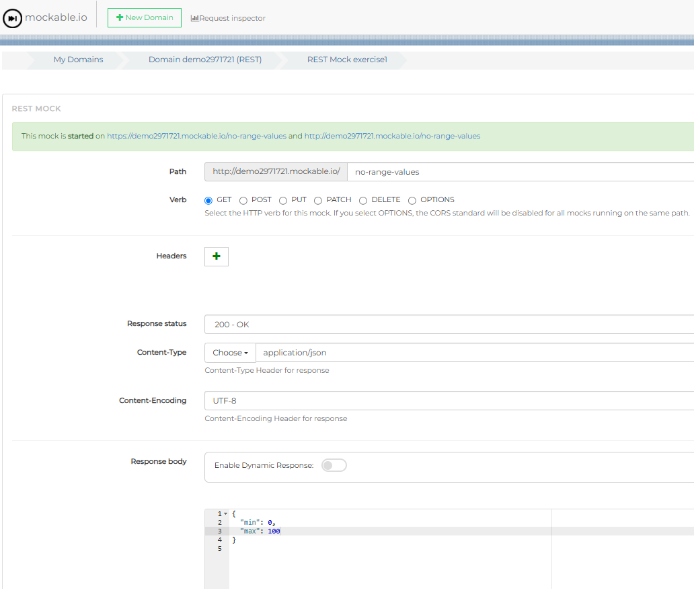 mockable.io
+ New Domain
Request inspector
My Domains
Domain demo2971721 (REST)
REST Mock exercise1
REST MOCK
This mock is started on https://demo2971721.mockable.io/no-range-values and http://demo2971721.mockable.io/no-range-values
Path
http://demo2971721.mockable.io/
no-range-values
Verb
GET POST PUT PATCH DELETE OPTIONS
Select the HTTP verb for this mock. If you select OPTIONS, the CORS standard will be disabled for all mocks running on the same path.
Headers
+
Response status
200 - OK
Content-Type
Choose
application/json
Content-Type Header for response
Content-Encoding
UTF-8
Content-Encoding Header for response
Response body
Enable Dynamic Response:
1 {
2 "min": 0,
3 "max": 100
4 }
5